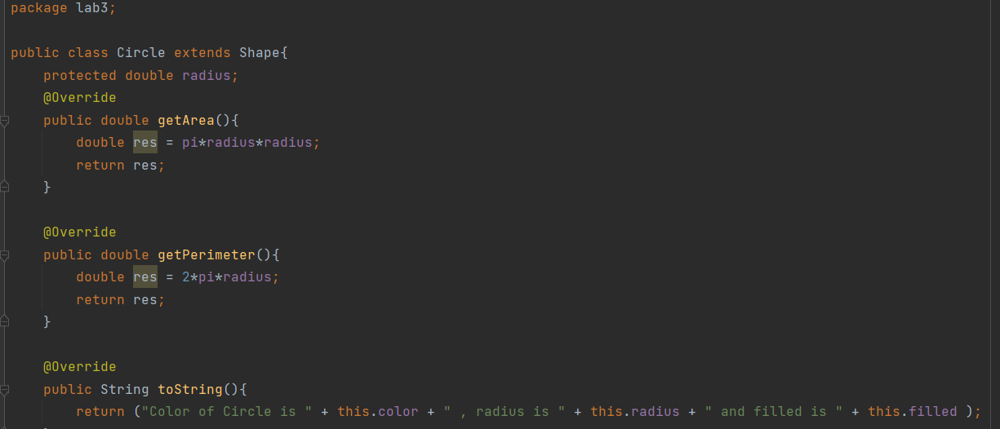 package lab3;
public class Circle extends Shape{
protected double radius;
@Override
public double getArea(){
double res = pi*radius*radius;
return res;
}
@Override
public double getPerimeter(){
double res = 2*pi*radius;
return res;
}
@Override
public String toString(){
return ("Color of Circle is " + this.color + " , radius is " + this.radius + " and filled is " + this.filled );